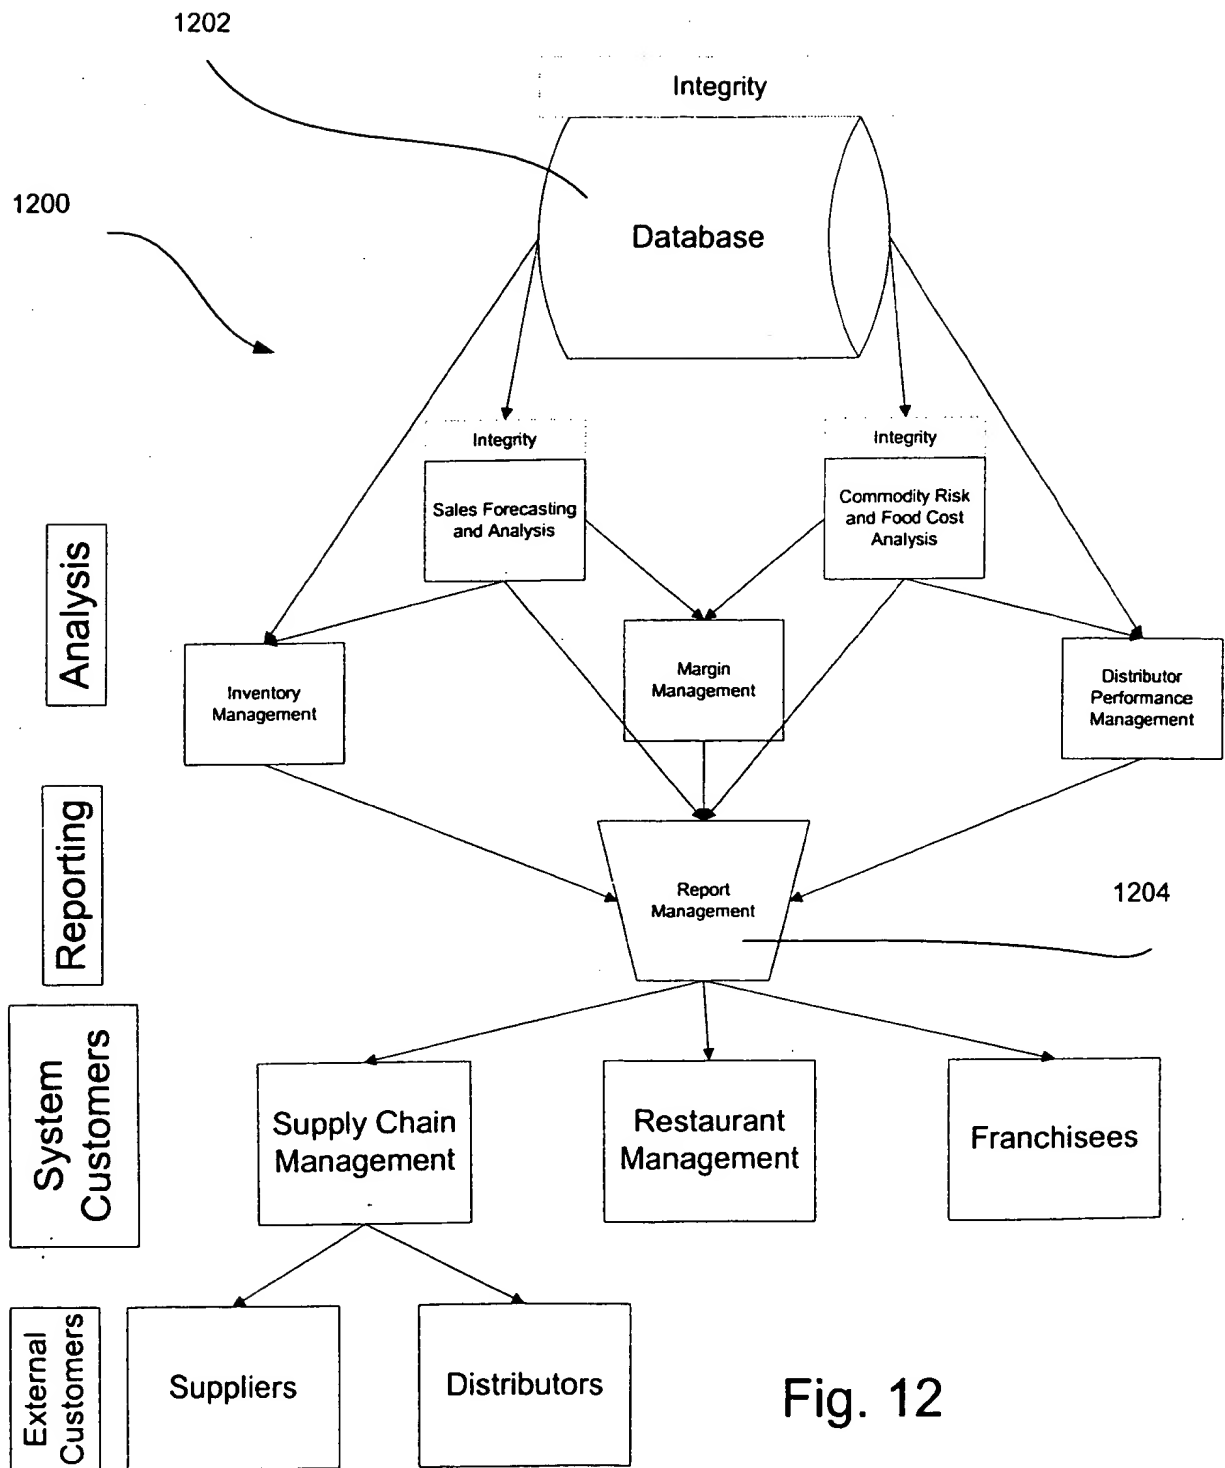 1202
Integrity
1200
Database
Integrity
Integrity
Sales Forecasting
and Analysis
Commodity Risk
and Food Cost
Analysis
Analysis
Inventory
Management
Margin
Management
Distributor
Performance
Management
Reporting
Report
Management
1204
System
Customers
Supply Chain
Management
Restaurant
Management
Franchisees
External
Customers
Suppliers
Distributors
Fig. 12